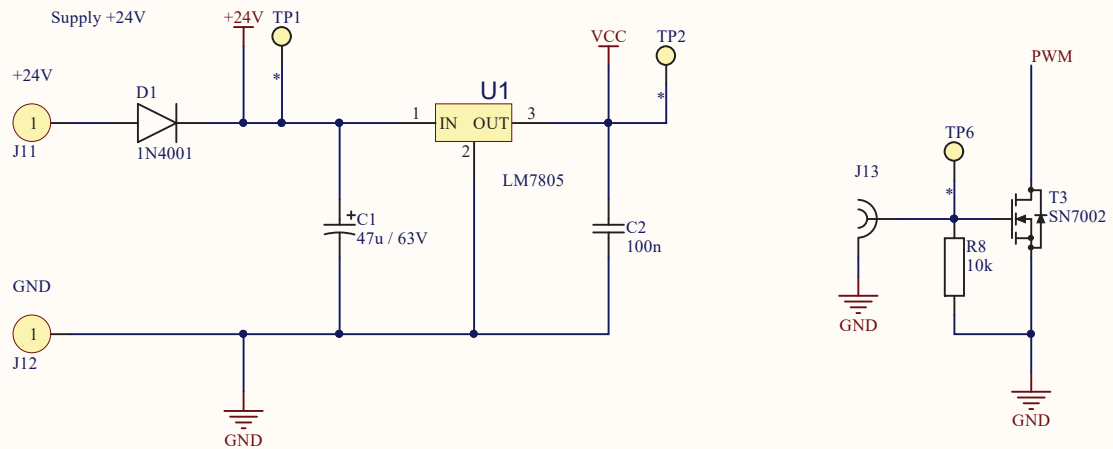 Supply +24V
+24V
TP1
VCC
TP2
PWM
+24V
D1
*
U1
*
1
1N4001
1
IN OUT
3
2
J11
LM7805
TP6
J13
*
T3
SN7002
+
C1
47u / 63V
C2
100n
R8
10k
GND
GND
1
J12
GND
GND